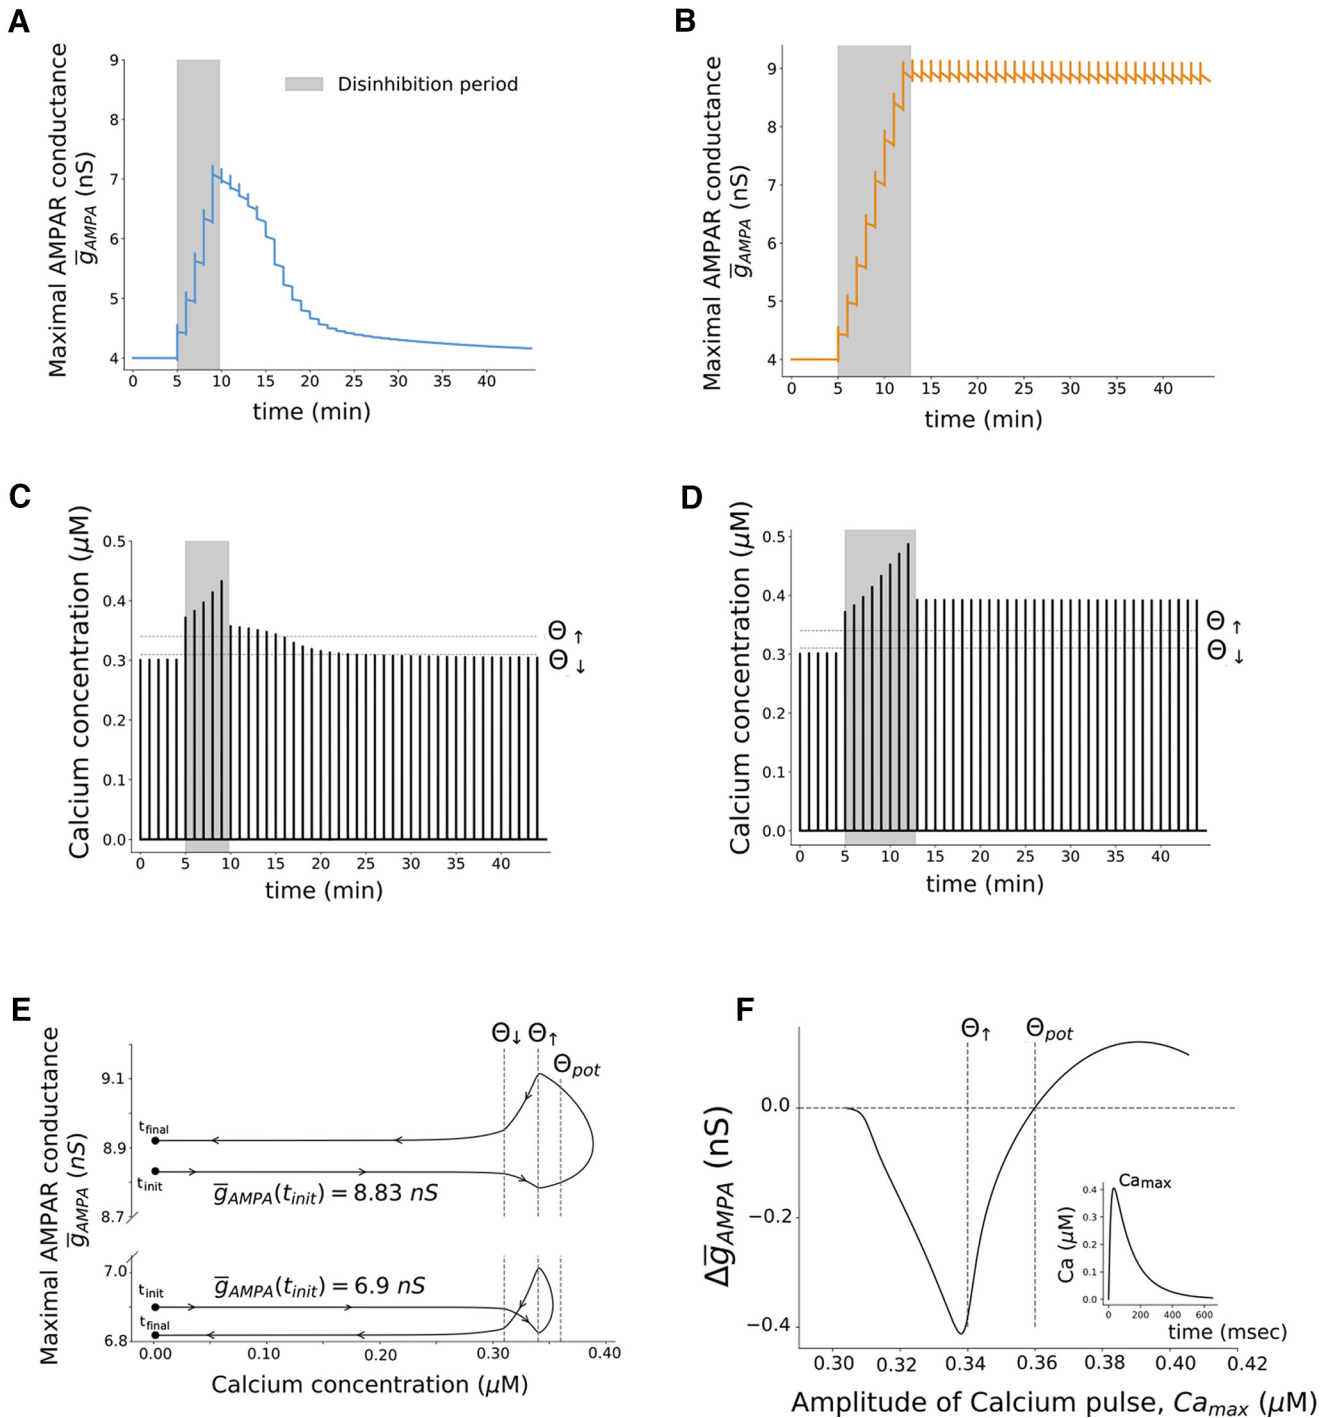 A
Maximal AMPAR conductance
g̅AMPA (nS)
9
8
7
6
5
4
Disinhibition period
0 5 10 15 20 25 30 35 40
time (min)
B
Maximal AMPAR conductance
g̅AMPA (nS)
9
8
7
6
5
4
0 5 10 15 20 25 30 35 40
time (min)
C
Calcium concentration (μM)
0.5
0.4
0.3
0.2
0.1
0.0
Θ↑
Θ↓
0 5 10 15 20 25 30 35 40
time (min)
D
Calcium concentration (μM)
0.5
0.4
0.3
0.2
0.1
0.0
Θ↑
Θ↓
0 5 10 15 20 25 30 35 40
time (min)
E
Maximal AMPAR conductance
g̅AMPA (nS)
Θ↓ Θ↑
Θpot
9.1
8.9
8.7
tfinal
tinit
g̅AMPA(tinit) = 8.83 nS
7.0
6.8
tinit
g̅AMPA(tinit) = 6.9 nS
tfinal
0.00 0.10 0.20 0.30 0.40
Calcium concentration (μM)
F
Δg̅AMPA (nS)
Θ↑ Θpot
0.0
−0.2
−0.4
Camax
Ca (μM)
0.4
0.3
0.2
0.1
0.0
0 200 400 600
time (msec)
0.30 0.32 0.34 0.36 0.38 0.40 0.42
Amplitude of Calcium pulse, Camax (μM)